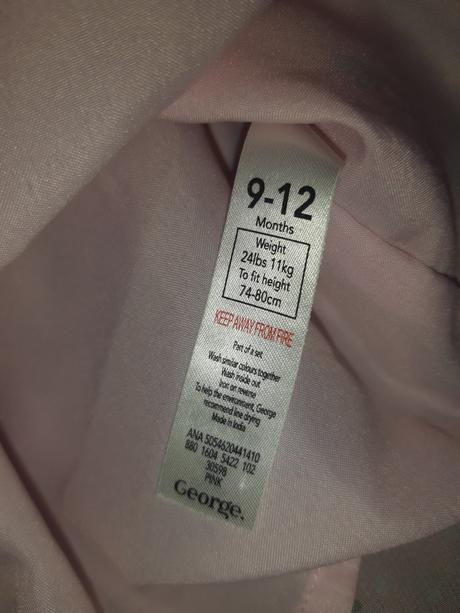 9-12
Months
Weight
24lbs 11kg
To fit height
74-80cm
KEEP AWAY FROM FIRE
Part of a set
Wash similar colours together
Wash inside out
Iron on reverse
To help the environment, George
recommend line drying
Made in India
ANA 5054620441410
880 1604 5422 102
30598
PINK
George.